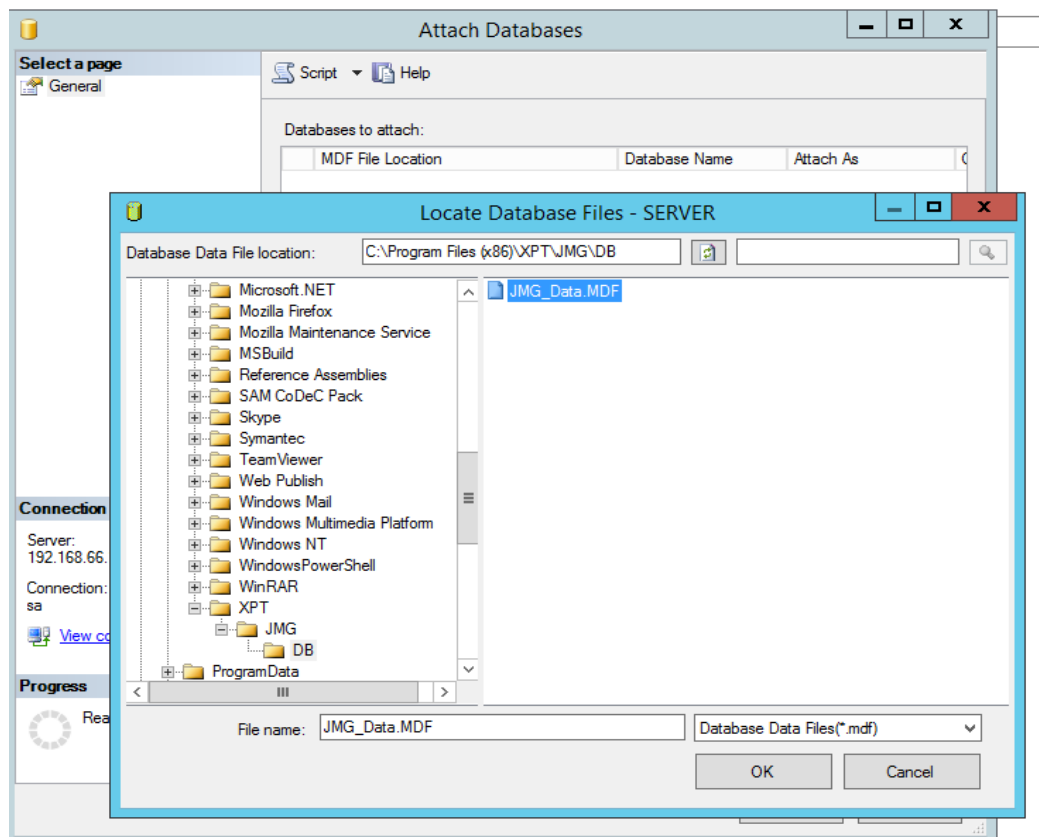 Attach Databases
Select a page
General
Script
Help
Databases to attach:
MDF File Location
Database Name
Attach As
Locate Database Files - SERVER
Database Data File location:
C:\Program Files (x86)\XPT\JMG\DB
Microsoft.NET
Mozilla Firefox
Mozilla Maintenance Service
MSBuild
Reference Assemblies
SAM CoDeC Pack
Skype
Symantec
TeamViewer
Web Publish
Windows Mail
Windows Multimedia Platform
Windows NT
WindowsPowerShell
WinRAR
XPT
JMG
DB
ProgramData
JMG_Data.MDF
Connection
Server:
192.168.66.
Connection:
sa
View co
Progress
Rea
File name:
JMG_Data.MDF
Database Data Files(*.mdf)
OK
Cancel